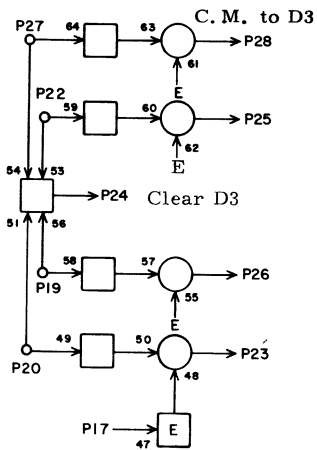 C. M. to D3
P27 64 63 P28
61
E
P22 59 60 P25
62
E
54 53
P24 Clear D3
51 56
58 57 P26
P19 55
E
49 50 P23
P20 48
P17 E
47